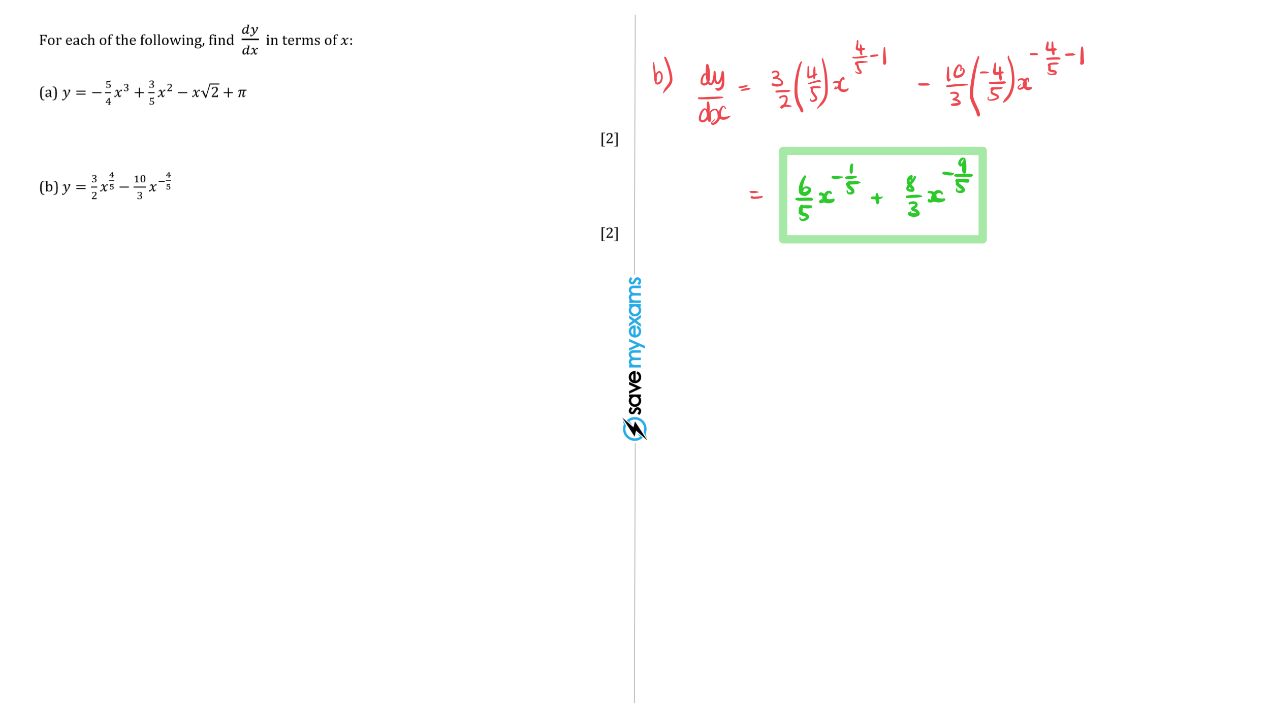 For each of the following, find dy/dx in terms of x:
(a) y = −5/4 x³ + 3/5 x² − x√2 + π
[2]
(b) y = 3/2 x^(4/5) − 10/3 x^(−4/5)
[2]
save my exams
b) dy/dx = 3/2 (4/5) x^(4/5 −1) − 10/3 (−4/5) x^(−4/5 −1)
= 6/5 x^(−1/5) + 8/3 x^(−9/5)